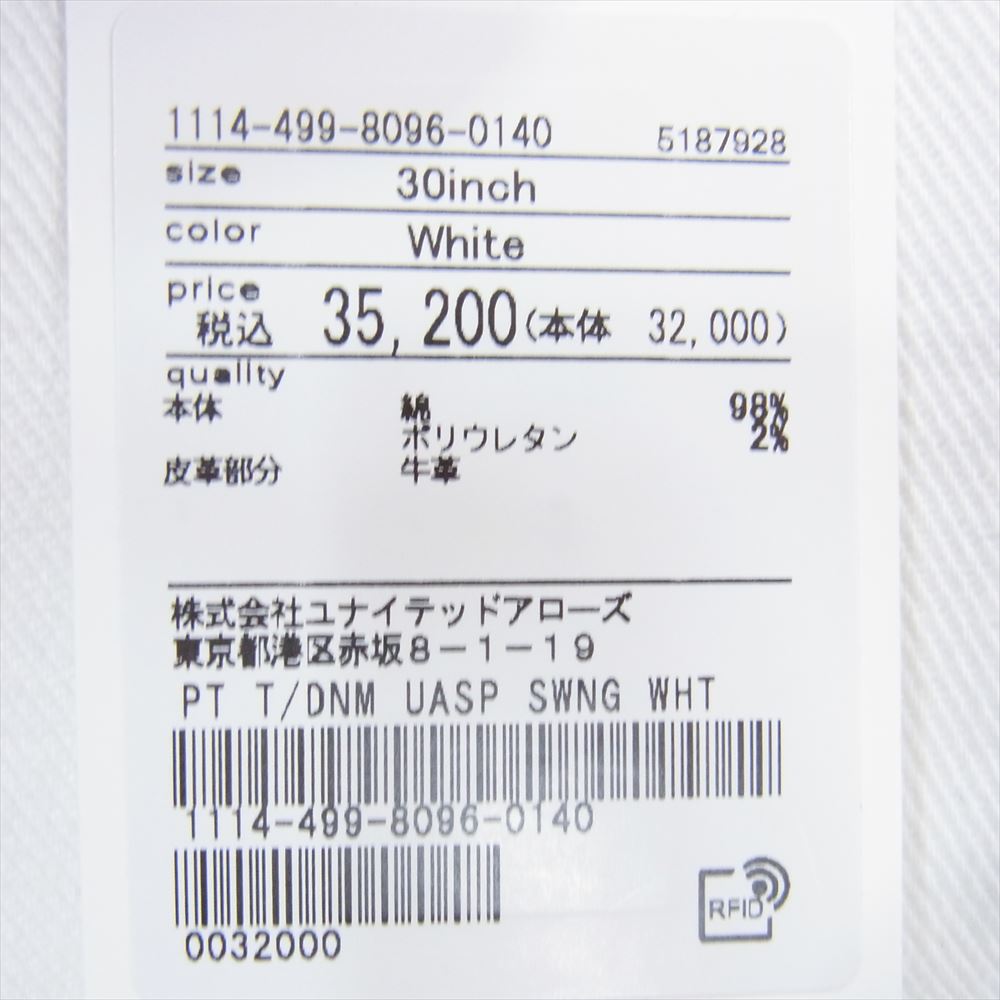 1114-499-8096-0140 5187928
size 30inch
color White
price
税込 35,200(本体 32,000)
quality
本体 綿 98%
ポリウレタン 2%
皮革部分 牛革
株式会社ユナイテッドアローズ
東京都港区赤坂8－1－19
PT T/DNM UASP SWNG WHT
1114-499-8096-0140
0032000
RFID